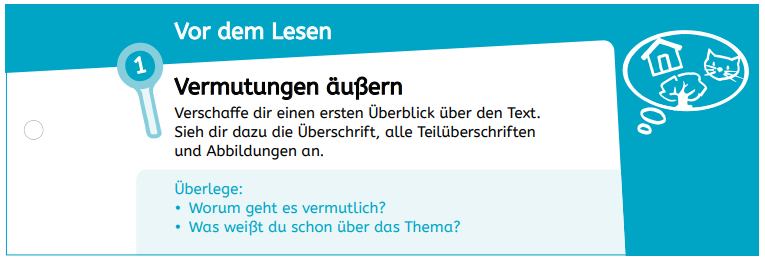 Vor dem Lesen
1
Vermutungen äußern
Verschaffe dir einen ersten Überblick über den Text.
Sieh dir dazu die Überschrift, alle Teilüberschriften
und Abbildungen an.
Überlege:
• Worum geht es vermutlich?
• Was weißt du schon über das Thema?